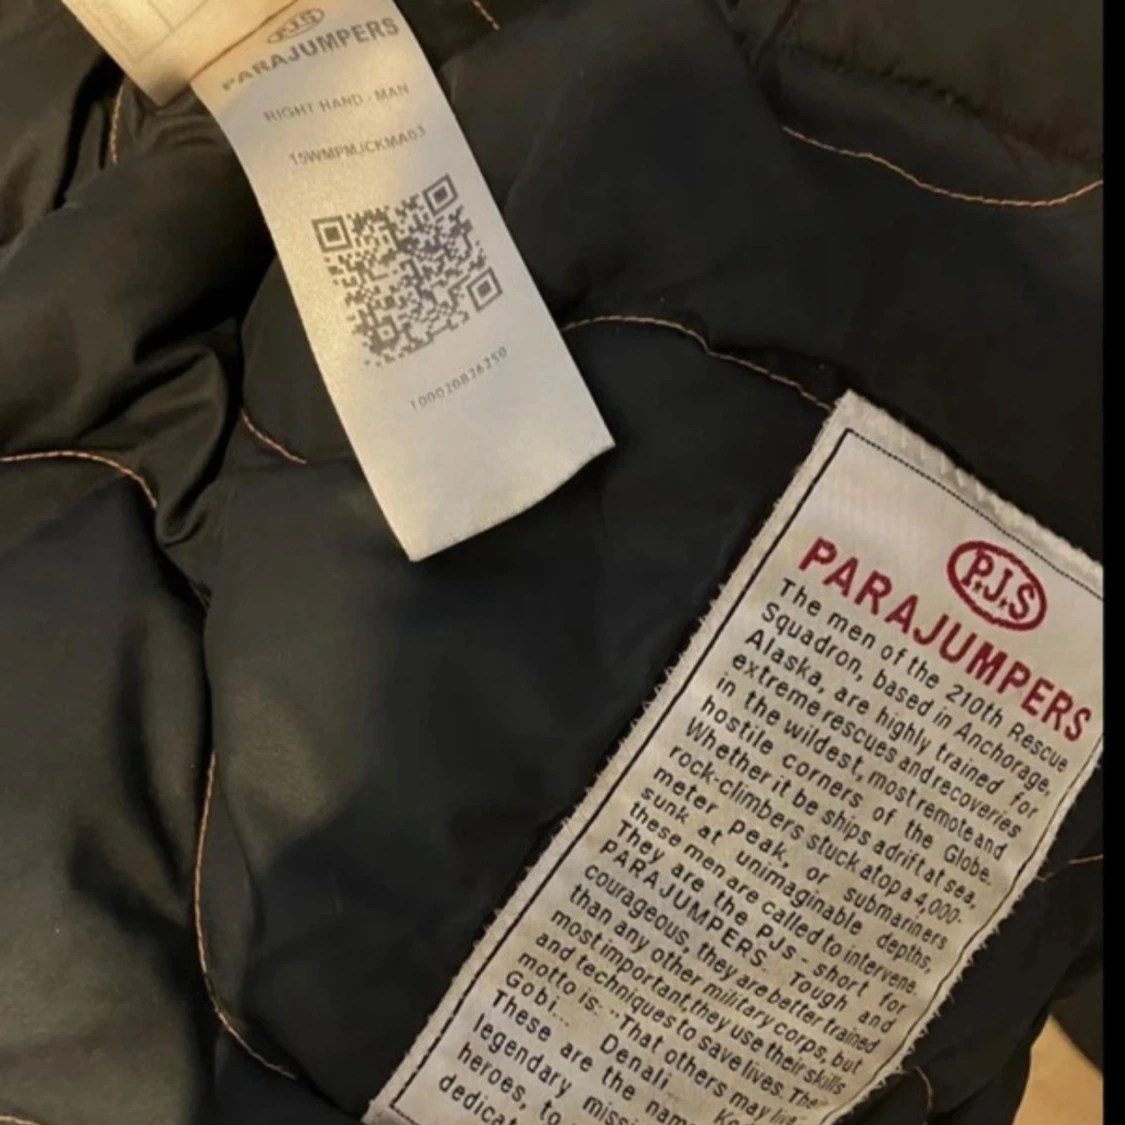 PJS
PARAJUMPERS
RIGHT HAND - MAN
15WMPMJCKMA03
T00020826250
P.J.S
PARAJUMPERS
The men of the 210th Rescue
Squadron, based in Anchorage,
Alaska, are highly trained for
extreme rescues and recoveries
in the wildest, most remote and
hostile corners of the Globe.
Whether it be ships adrift at sea,
rock-climbers stuck atop a 4,000-
meter peak, or submariners
sunk at unimaginable depths,
these men are called to intervene.
They are the PJs - short for
PARAJUMPERS. Tough and
courageous, they are better trained
than any other military corps, but
most important, they use their skills
and techniques to save lives. The
motto is: "That others may live"
Gobi... Denali...
These are the
legendary
heroes, to